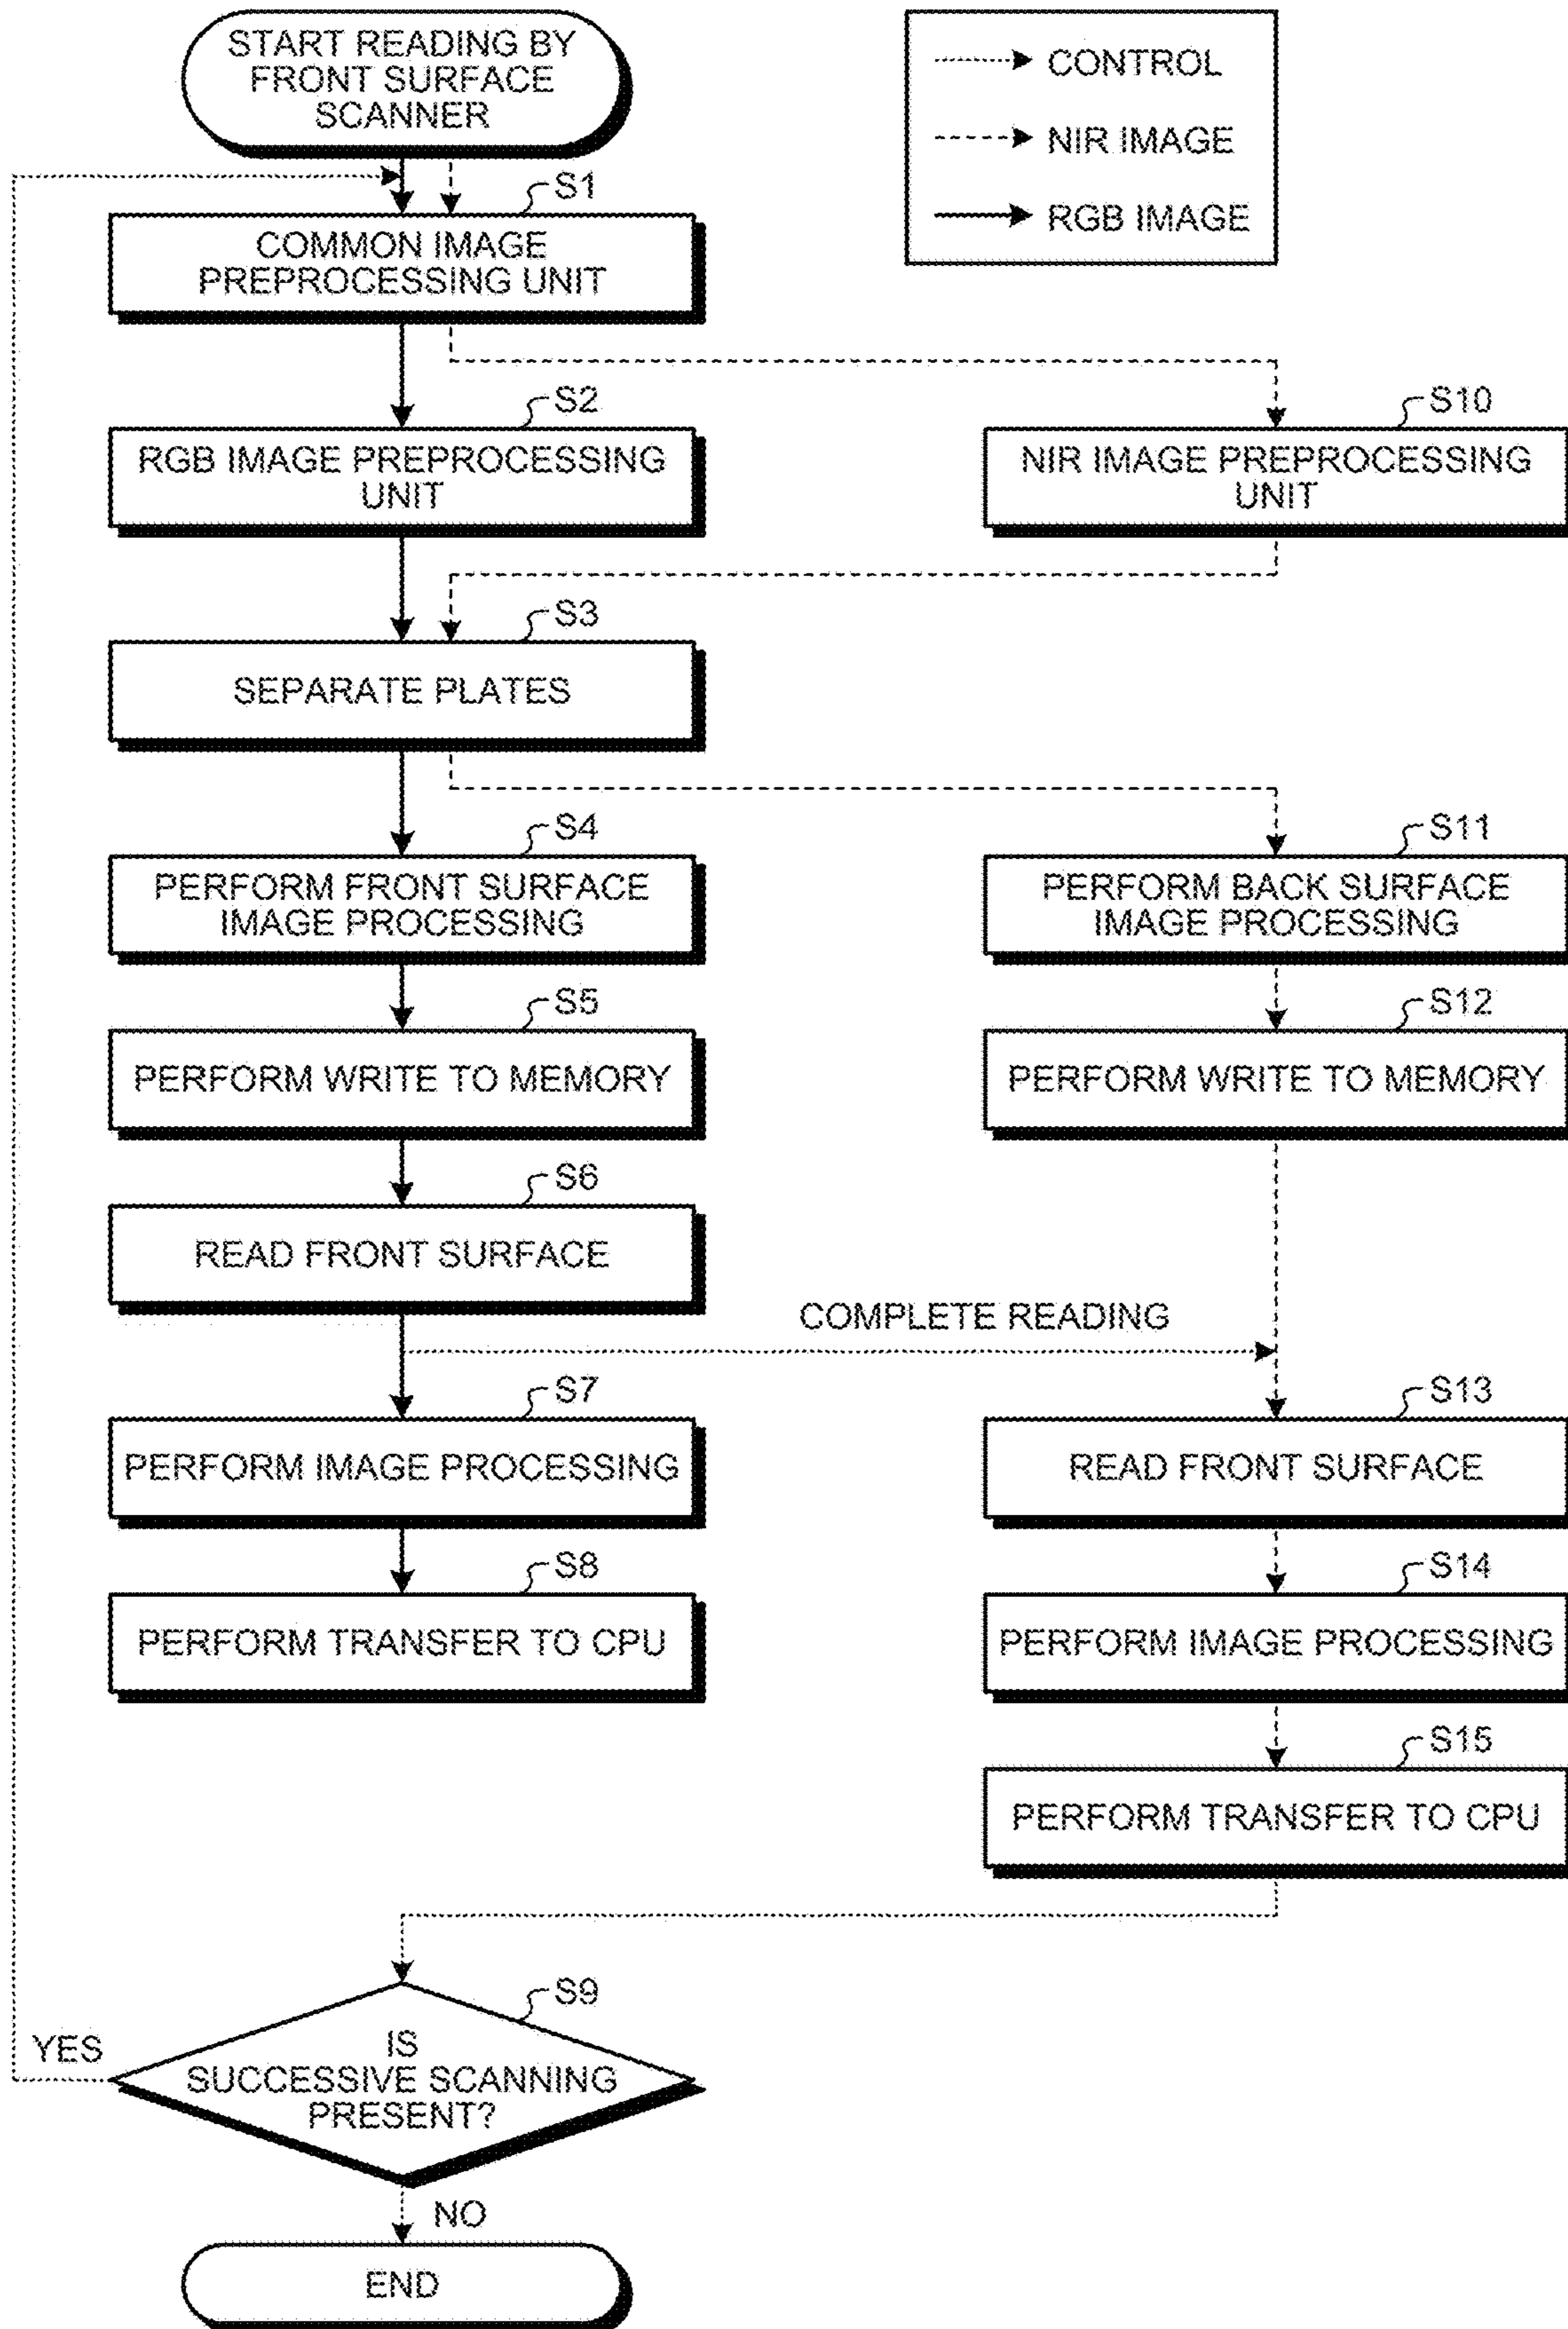 START READING BY
FRONT SURFACE
SCANNER
CONTROL
NIR IMAGE
RGB IMAGE
S1
COMMON IMAGE
PREPROCESSING UNIT
S2
RGB IMAGE PREPROCESSING
UNIT
S10
NIR IMAGE PREPROCESSING
UNIT
S3
SEPARATE PLATES
S4
PERFORM FRONT SURFACE
IMAGE PROCESSING
S11
PERFORM BACK SURFACE
IMAGE PROCESSING
S5
PERFORM WRITE TO MEMORY
S12
PERFORM WRITE TO MEMORY
S6
READ FRONT SURFACE
COMPLETE READING
S7
PERFORM IMAGE PROCESSING
S13
READ FRONT SURFACE
S8
PERFORM TRANSFER TO CPU
S14
PERFORM IMAGE PROCESSING
S15
PERFORM TRANSFER TO CPU
S9
YES
IS
SUCCESSIVE SCANNING
PRESENT?
NO
END